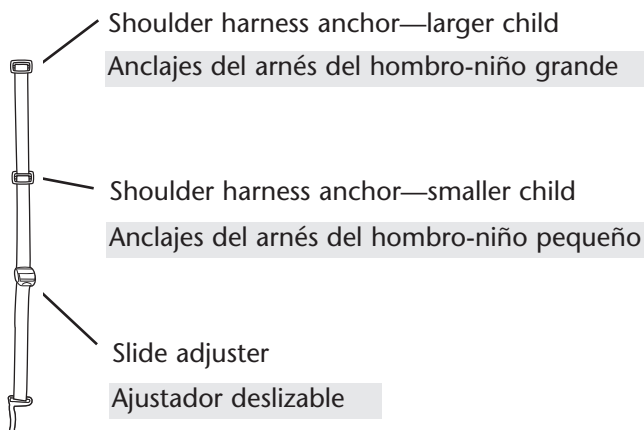 Shoulder harness anchor—larger child
Anclajes del arnés del hombro-niño grande
Shoulder harness anchor—smaller child
Anclajes del arnés del hombro-niño pequeño
Slide adjuster
Ajustador deslizable